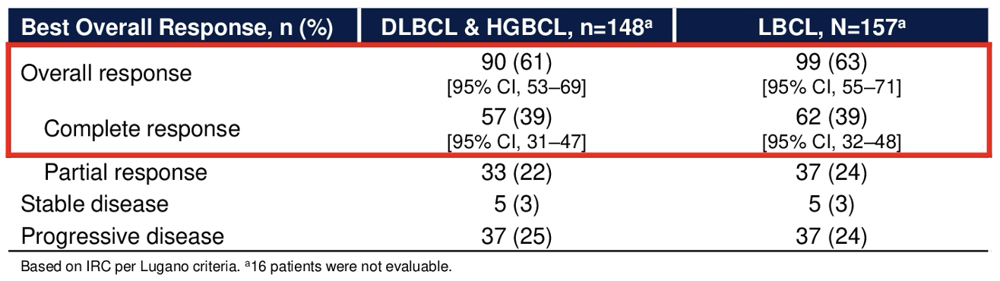 Best Overall Response, n (%) DLBCL & HGBCL, n=148ᵃ LBCL, N=157ᵃ
Overall response 90 (61) 99 (63)
[95% CI, 53–69] [95% CI, 55–71]
Complete response 57 (39) 62 (39)
[95% CI, 31–47] [95% CI, 32–48]
Partial response 33 (22) 37 (24)
Stable disease 5 (3) 5 (3)
Progressive disease 37 (25) 37 (24)
Based on IRC per Lugano criteria. ᵃ16 patients were not evaluable.